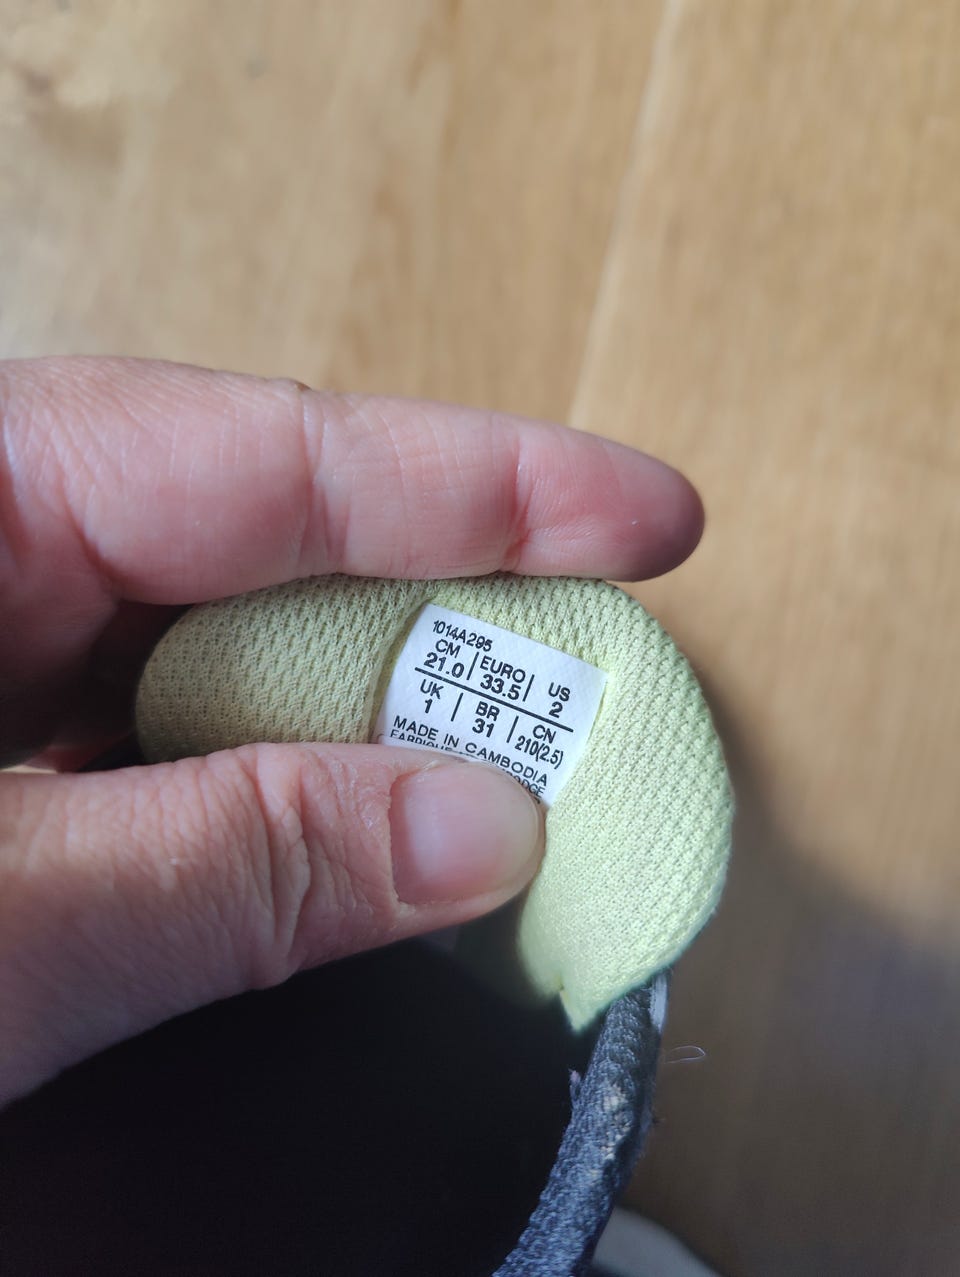 1014A295
CM | EURO | US
21.0 | 33.5 | 2
UK | BR | CN
1 | 31 | 210(2.5)
MADE IN CAMBODIA